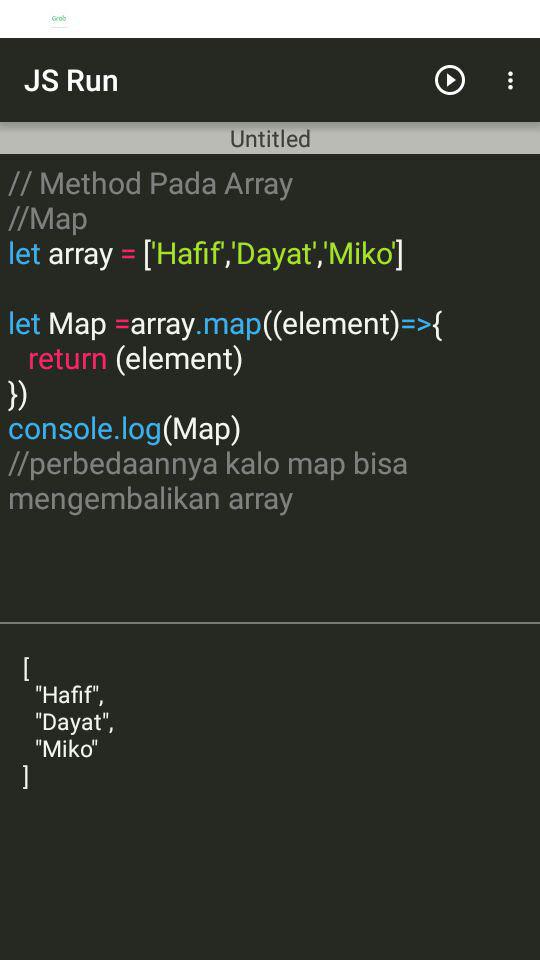 Grob
JS Run
Untitled
// Method Pada Array
//Map
let array = ['Hafif','Dayat','Miko']
let Map =array.map((element)=>{
return (element)
})
console.log(Map)
//perbedaannya kalo map bisa
mengembalikan array
[
"Hafif",
"Dayat",
"Miko"
]